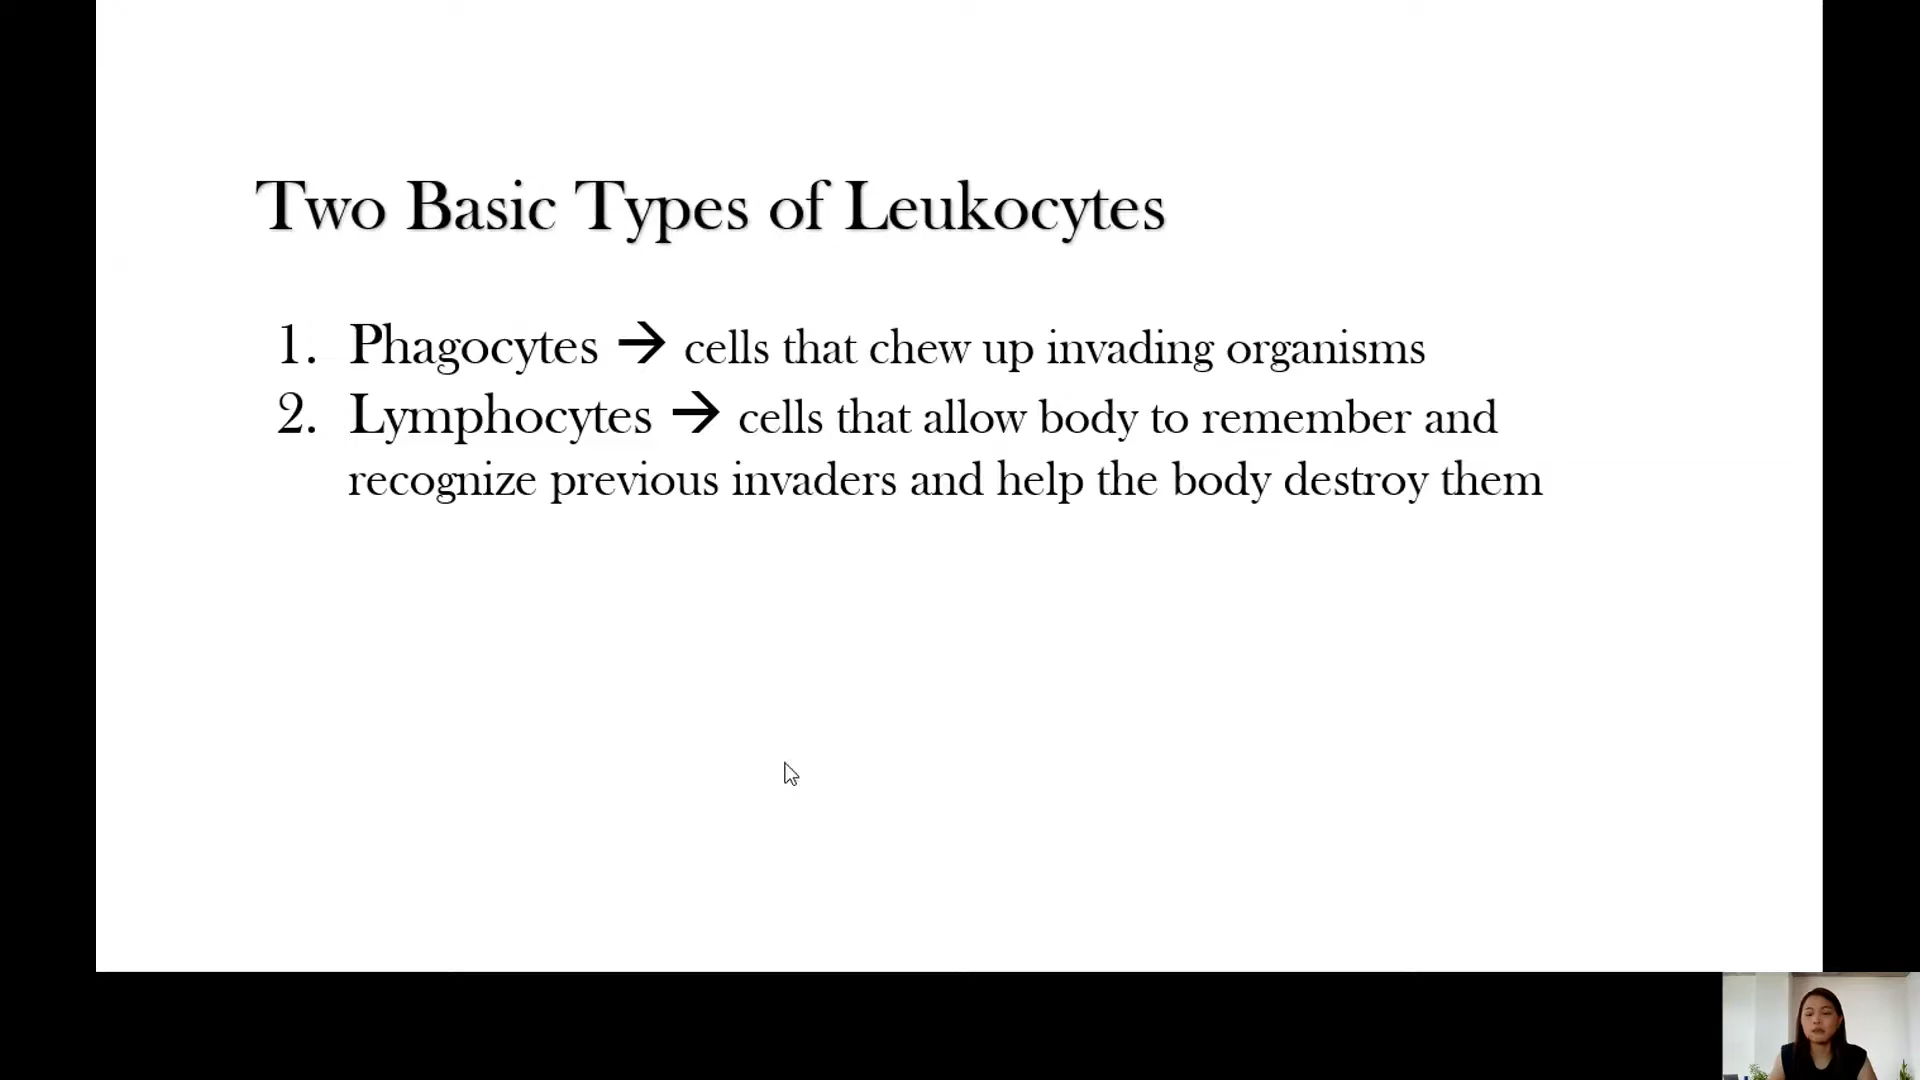 Two Basic Types of Leukocytes
1. Phagocytes → cells that chew up invading organisms
2. Lymphocytes → cells that allow body to remember and
recognize previous invaders and help the body destroy them